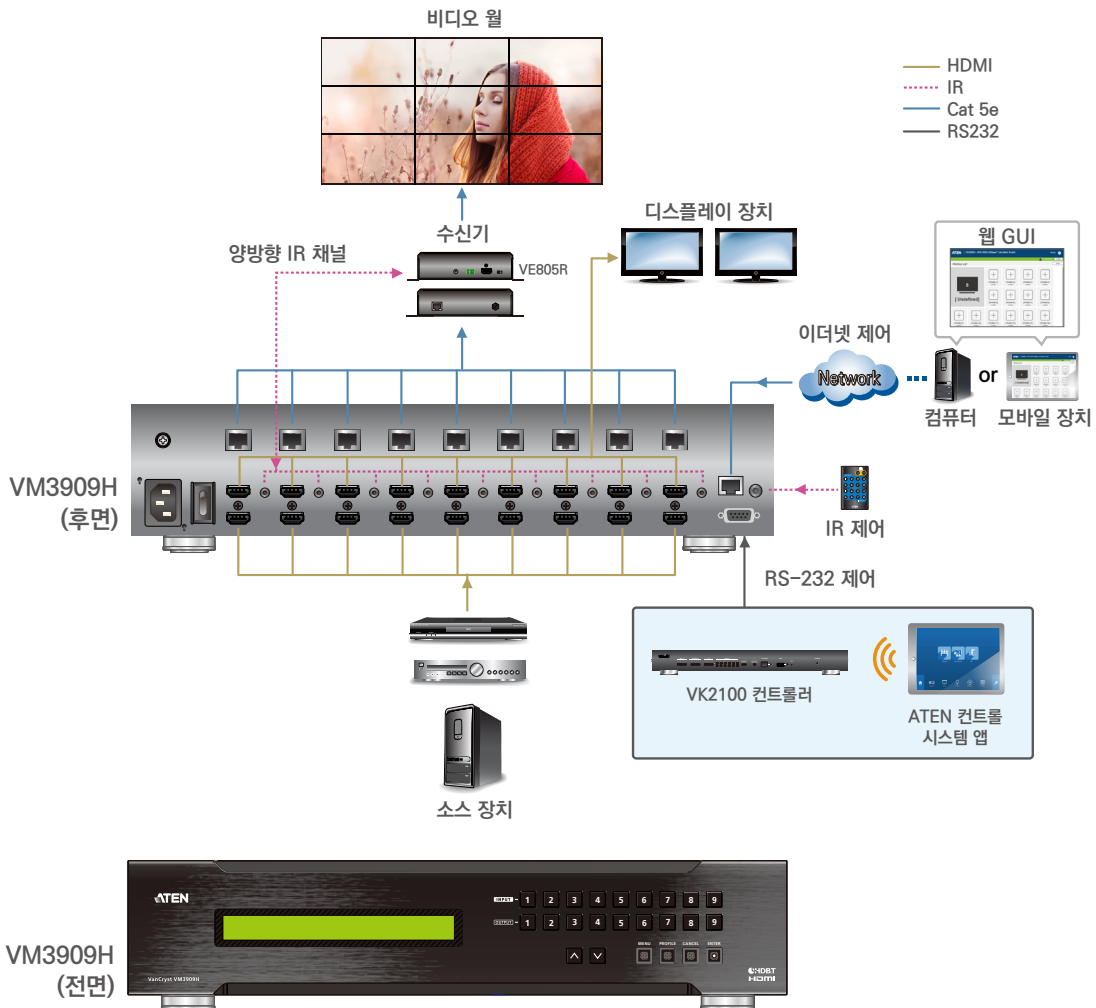 비디오 월
HDMI
IR
Cat 5e
RS232
디스플레이 장치
수신기
양방향 IR 채널
VE805R
웹 GUI
[ Undefined]
이더넷 제어
Network
or
컴퓨터
모바일 장치
VM3909H
(후면)
IR 제어
RS-232 제어
VK2100 컨트롤러
ATEN 컨트롤
시스템 앱
소스 장치
ATEN
INPUT 1 2 3 4 5 6 7 8 9
OUTPUT 1 2 3 4 5 6 7 8 9
MENU PROFILE CANCEL ENTER
VM3909H
(전면)
VanCryst VM3909H
HDBT
HDMI